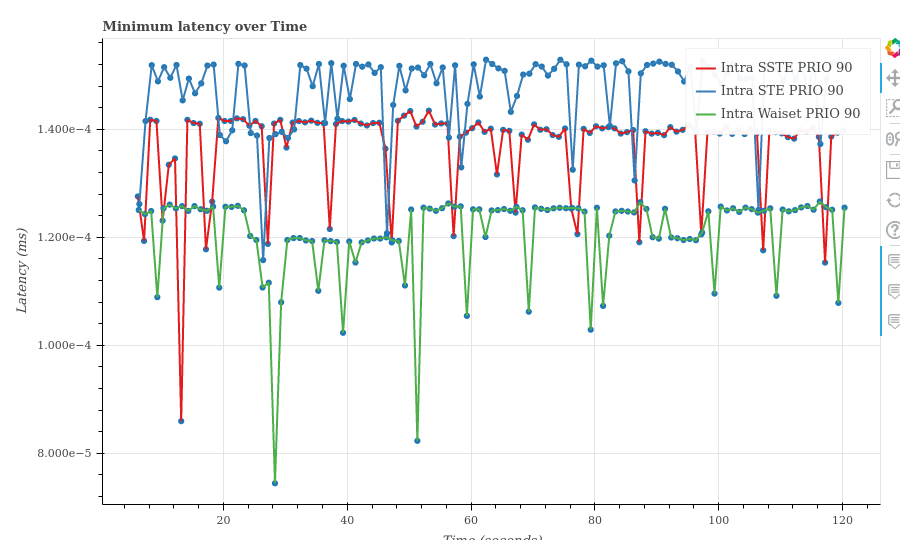 Minimum latency over Time
Intra SSTE PRIO 90
Intra STE PRIO 90
Intra Waiset PRIO 90
Latency (ms)
1.400e−4
1.200e−4
1.000e−4
8.000e−5
20 40 60 80 100 120
Time (seconds)